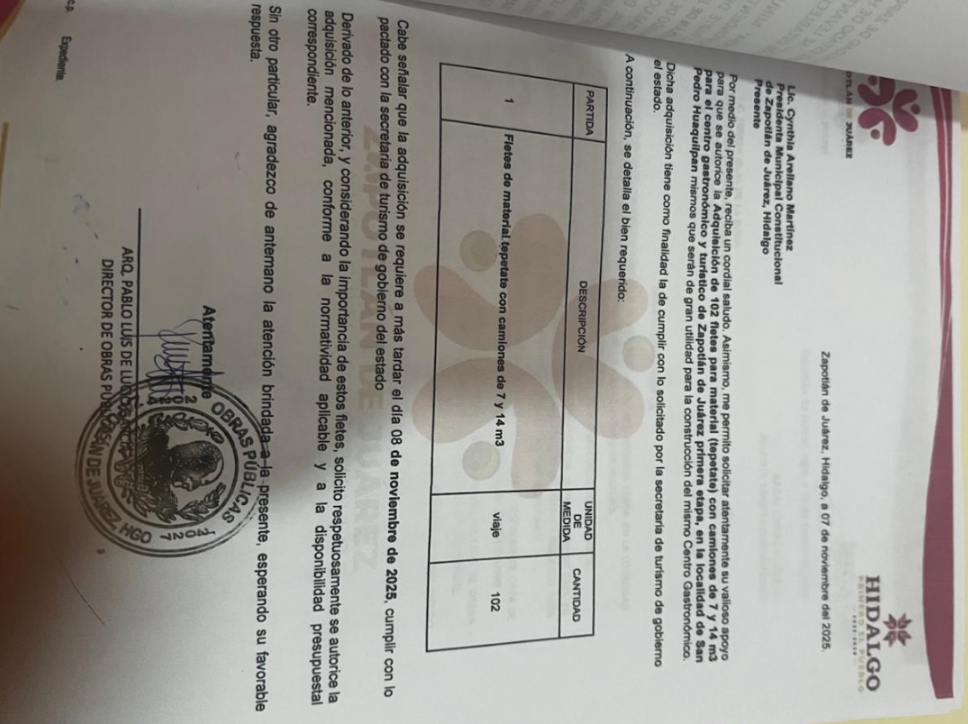 OTLÁN DE JUÁREZ
HIDALGO
PRIMERO EL PUEBLO
Zapotlán de Juárez, Hidalgo, a 07 de noviembre del 2025.
Lic. Cynthia Arellano Martínez
Presidenta Municipal Constitucional
de Zapotlán de Juárez, Hidalgo
Presente
Por medio del presente, reciba un cordial saludo. Asimismo, me permito solicitar atentamente su valioso apoyo
para que se autorice la Adquisición de 102 fletes para material (tepetate) con camiones de 7 y 14 m3
para el centro gastronómico y turístico de Zapotlán de Juárez primera etapa, en la localidad de San
Pedro Huaquilpan mismos que serán de gran utilidad para la construcción del mismo Centro Gastronómico.
Dicha adquisición tiene como finalidad la de cumplir con lo solicitado por la secretaría de turismo de gobierno
el estado.
A continuación, se detalla el bien requerido:
PARTIDA DESCRIPCIÓN UNIDAD DE MEDIDA CANTIDAD
1 Fletes de material tepetate con camiones de 7 y 14 m3 viaje 102
Cabe señalar que la adquisición se requiere a más tardar el día 08 de noviembre de 2025, cumplir con lo
pactado con la secretaria de turismo de gobierno del estado
Derivado de lo anterior, y considerando la importancia de estos fletes, solicito respetuosamente se autorice la
adquisición mencionada, conforme a la normatividad aplicable y a la disponibilidad presupuestal
correspondiente.
Sin otro particular, agradezco de antemano la atención brindada a la presente, esperando su favorable
respuesta.
Atentamente
ARQ. PABLO LUIS DE LU
DIRECTOR DE OBRAS PÚ
OBRAS PÚBLICAS
DE JUÁREZ, HGO
c.p. Expediente.